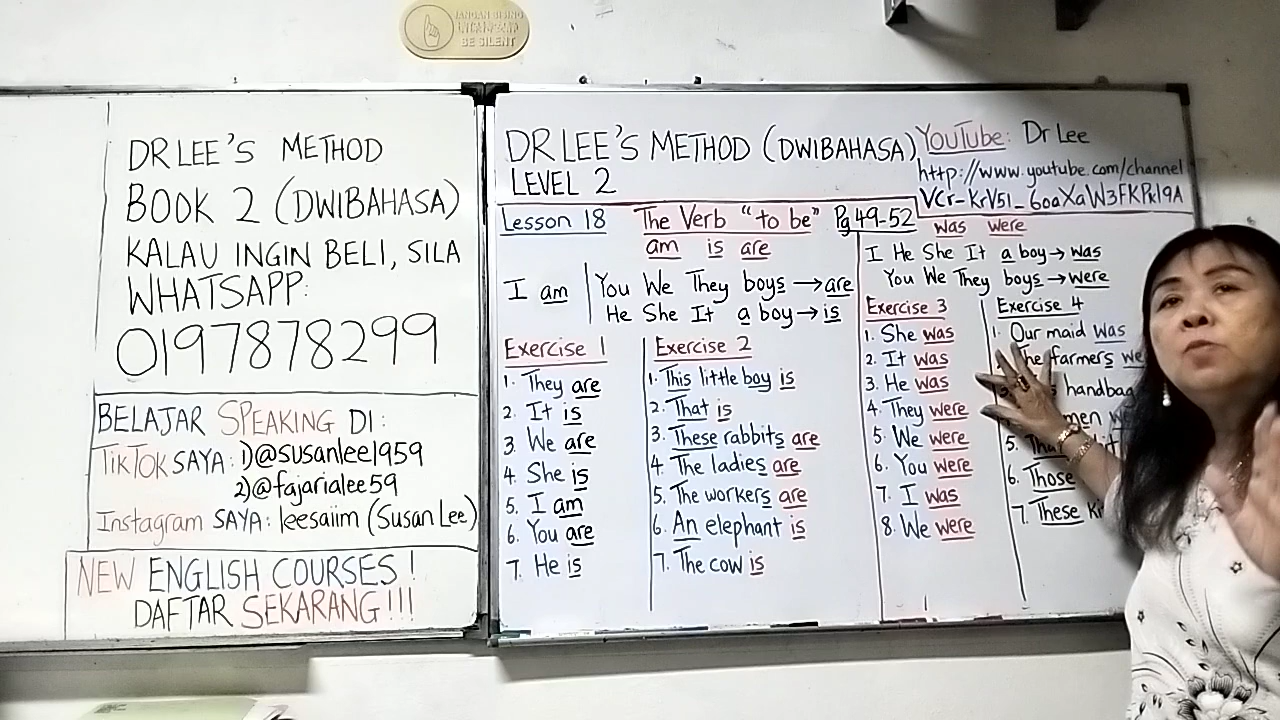 JANGAN BISING
BE SILENT
DR LEE'S METHOD
BOOK 2 (DWIBAHASA)
KALAU INGIN BELI, SILA
WHATSAPP:
0197878299
BELAJAR SPEAKING DI:
TikTok SAYA: 1)@susanlee1959
2)@fajarialee59
Instagram SAYA: leesaiim (Susan Lee)
NEW ENGLISH COURSES!
DAFTAR SEKARANG!!!
DR LEE'S METHOD (DWIBAHASA)
LEVEL 2
YouTube: Dr Lee
http://www.youtube.com/channel
Lesson 18 The Verb "to be" Pg 49-52
am is are
I am
You We They boys → are
He She It a boy → is
Exercise 1
1. They are
2. It is
3. We are
4. She is
5. I am
6. You are
7. He is
Exercise 2
1. This little boy is
2. That is
3. These rabbits are
4. The ladies are
5. The workers are
6. An elephant is
7. The cow is
was were
I He She It a boy → was
You We They boys → were
Exercise 3
1. She was
2. It was
3. He was
4. They were
5. We were
6. You were
7. I was
8. We were
Exercise 4
1. Our maid was
farmers
handbag
men
5. That
6. Those
7. These